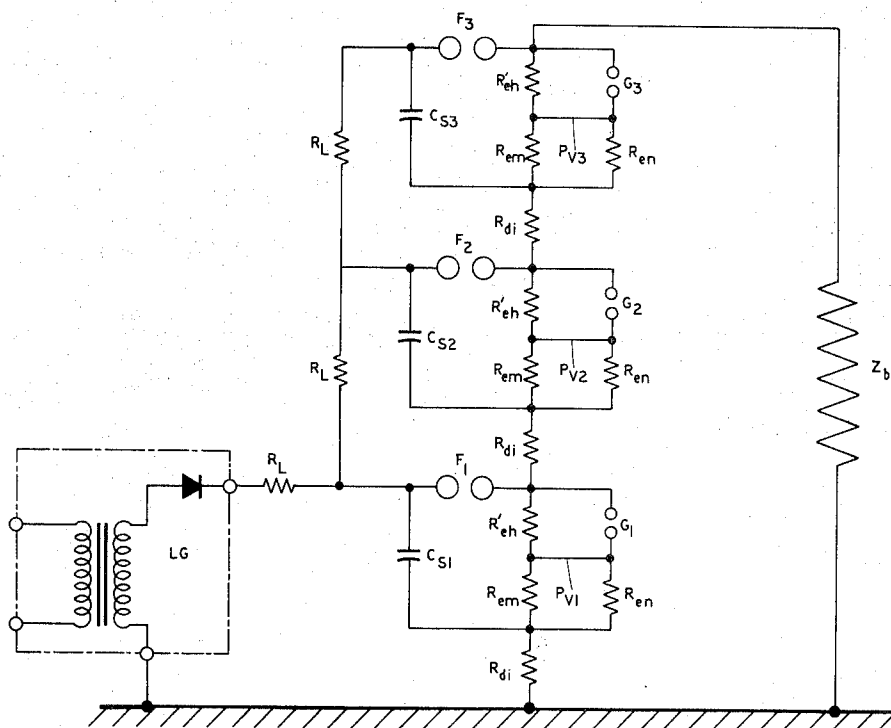 F3
R'eh
G3
CS3
RL
Rem
PV3
Ren
Rdi
F2
R'eh
G2
CS2
RL
Rem
PV2
Ren
Zb
Rdi
RL
F1
R'eh
G1
LG
CS1
Rem
PV1
Ren
Rdi